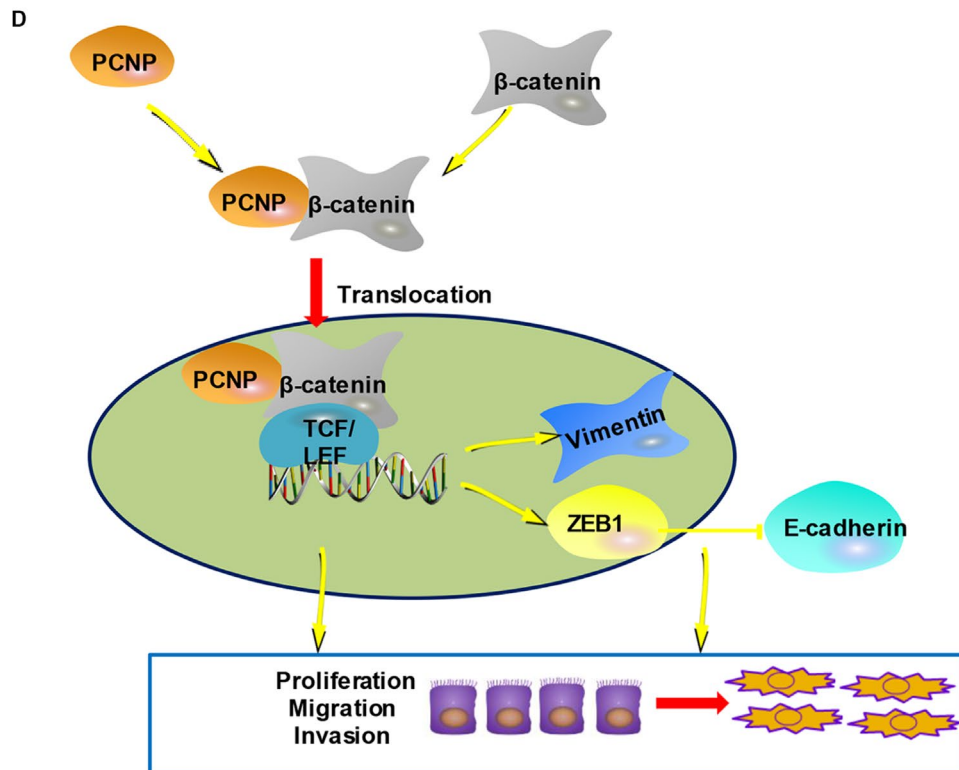 D
PCNP
β-catenin
PCNP
β-catenin
Translocation
PCNP
β-catenin
TCF/
LEF
Vimentin
ZEB1
E-cadherin
Proliferation
Migration
Invasion